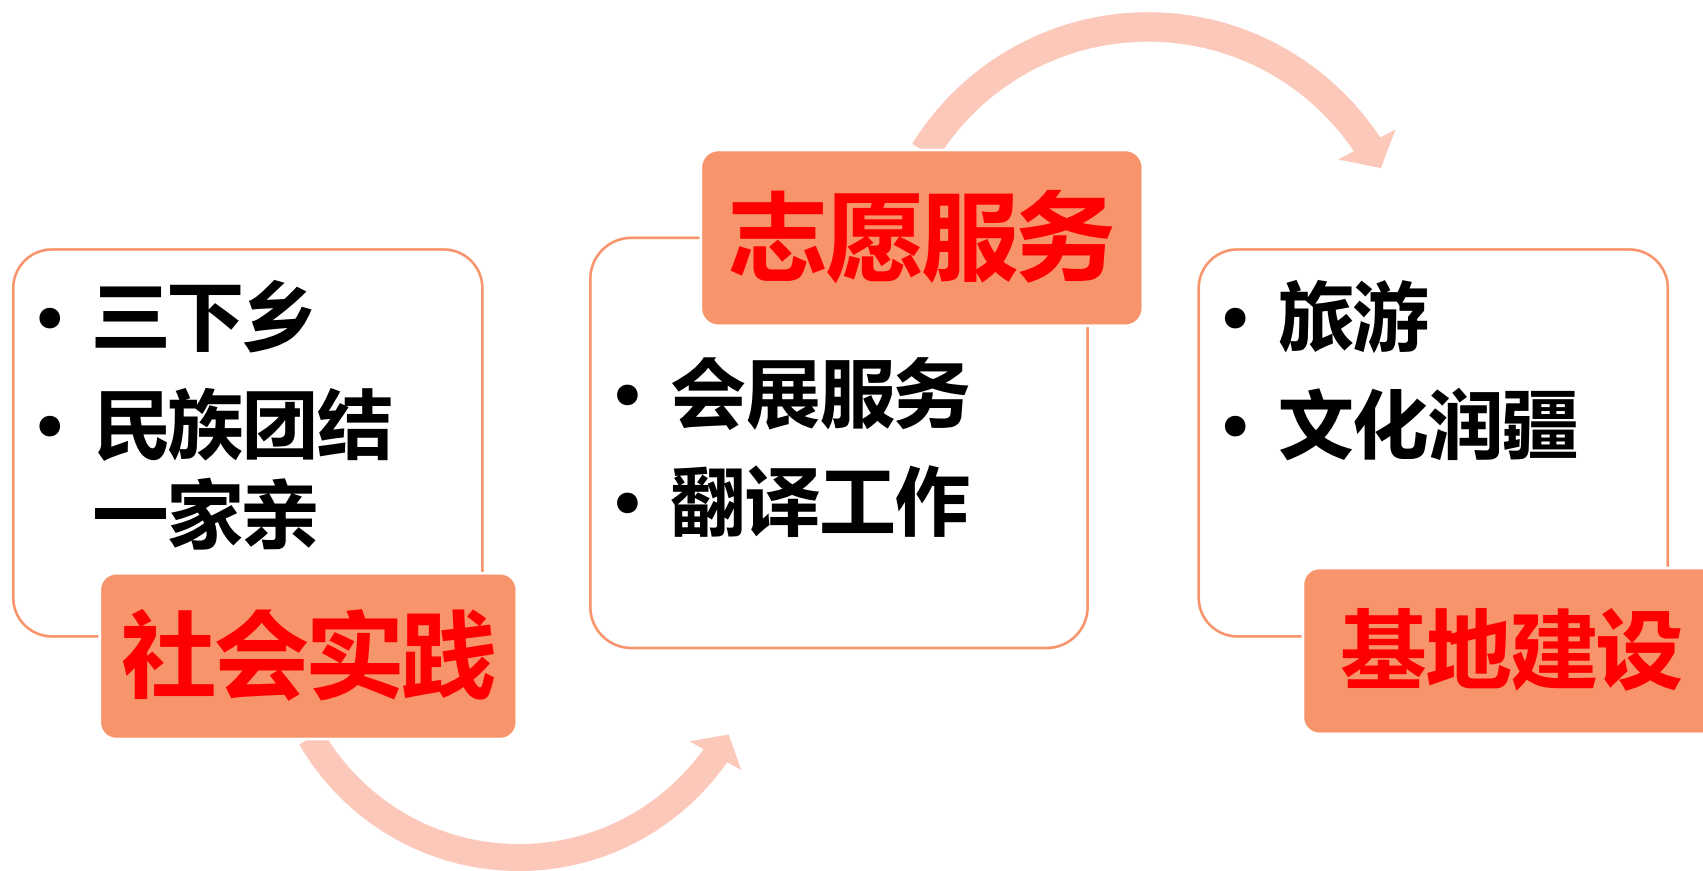 • 三下乡
• 民族团结
一家亲
社会实践
志愿服务
• 会展服务
• 翻译工作
• 旅游
• 文化润疆
基地建设